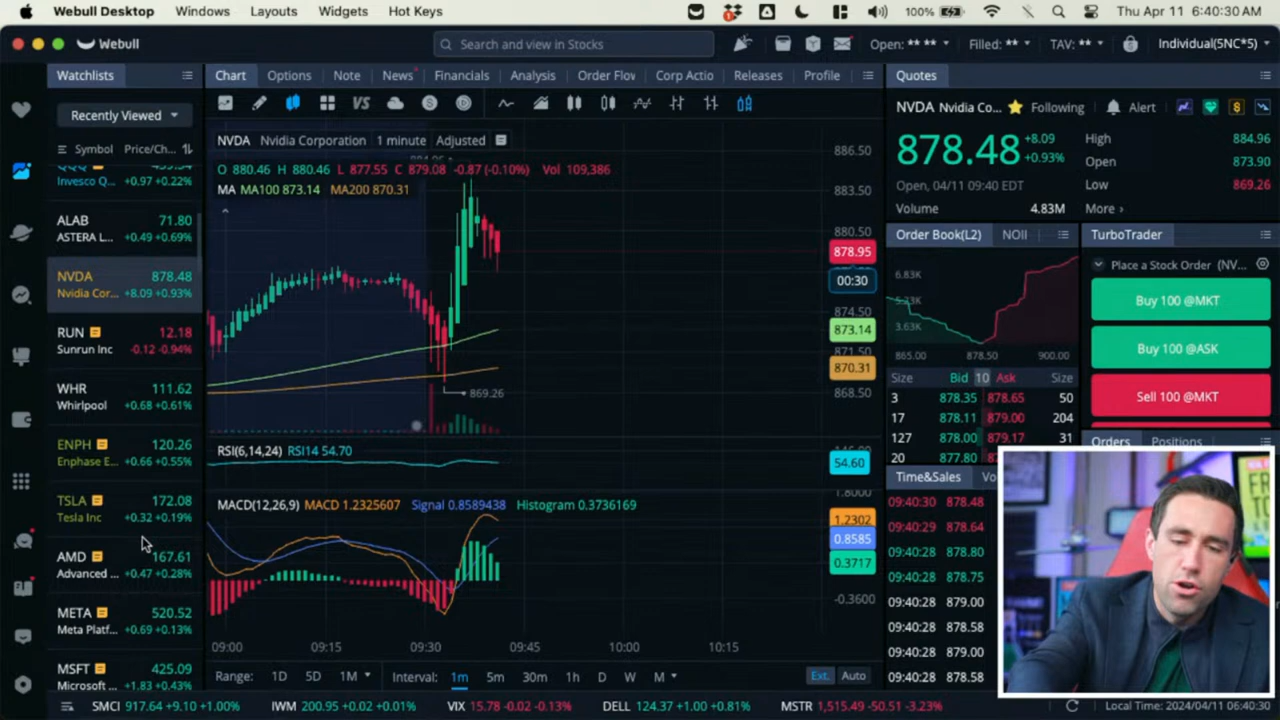 Webull Desktop Windows Layouts Widgets Hot Keys 100% Thu Apr 11 6:40:30 AM
Webull
Search and view in Stocks
Open: ** ** Filled: ** TAV: ** Individual(5NC*5)
Watchlists
Recently Viewed
Symbol Price/Ch...
Invesco Q... +0.97 +0.22%
ALAB 71.80
ASTERA L... +0.49 +0.69%
NVDA 878.48
Nvidia Cor... +8.09 +0.93%
RUN 12.18
Sunrun Inc -0.12 -0.94%
WHR 111.62
Whirlpool +0.68 +0.61%
ENPH 120.26
Enphase E... +0.66 +0.55%
TSLA 172.08
Tesla Inc +0.32 +0.19%
AMD 167.61
Advanced ... +0.47 +0.28%
META 520.52
Meta Platf... +0.69 +0.13%
MSFT 425.09
Microsoft ... +1.83 +0.43%
Chart Options Note News Financials Analysis Order Flov Corp Actio Releases Profile
VS
NVDA Nvidia Corporation 1 minute Adjusted
O 880.46 H 880.46 L 877.55 C 879.08 -0.87 (-0.10%) Vol 109,386
MA MA100 873.14 MA200 870.31
886.50
883.50
880.50
878.95
00:30
874.50
873.14
871.50
870.31
868.50
869.26
RSI(6,14,24) RSI14 54.70
54.60
MACD(12,26,9) MACD 1.2325607 Signal 0.8589438 Histogram 0.3736169
1.8000
1.2302
0.8585
0.3717
-0.3600
09:00 09:15 09:30 09:45 10:00 10:15
Range: 1D 5D 1M Interval: 1m 5m 30m 1h D W M Ext. Auto
Quotes
NVDA Nvidia Co... Following Alert
878.48 +8.09
+0.93%
Open, 04/11 09:40 EDT
Volume 4.83M
High 884.96
Open 873.90
Low 869.26
More >
Order Book(L2) NOII
6.83K
5.23K
3.63K
865.00 878.50 900.00
Size Bid 10 Ask Size
3 878.35 878.65 50
17 878.11 879.00 204
127 878.00 879.17 31
20 877.80
TurboTrader
Place a Stock Order (NV...
Buy 100 @MKT
Buy 100 @ASK
Sell 100 @MKT
Orders Positions
Time&Sales
09:40:30 878.48
09:40:29 878.64
09:40:28 878.80
09:40:28 878.75
09:40:28 879.00
09:40:28 878.58
09:40:28 879.00
09:40:28 878.58
SMCI 917.64 +9.10 +1.00% IWM 200.95 +0.02 +0.01% VIX 15.78 -0.02 -0.13% DELL 124.37 +1.00 +0.81% MSTR 1,515.49 -50.51 -3.23% Local Time: 2024/04/11 06:40:30